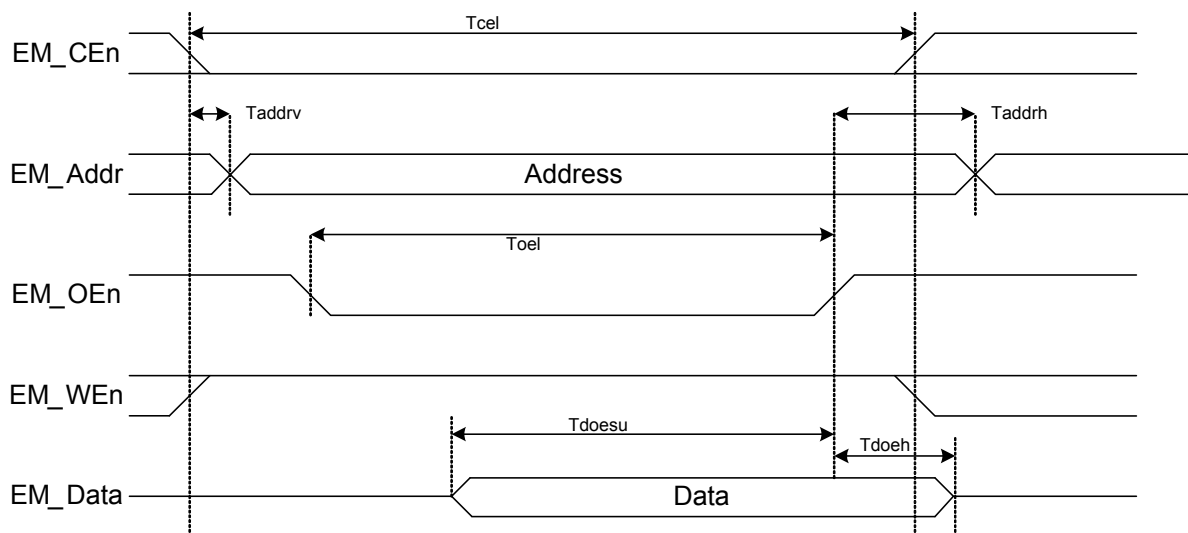 Tcel
EM_CEn
Taddrv
Taddrh
EM_Addr
Address
Toel
EM_OEn
EM_WEn
Tdoesu
Tdoeh
EM_Data
Data